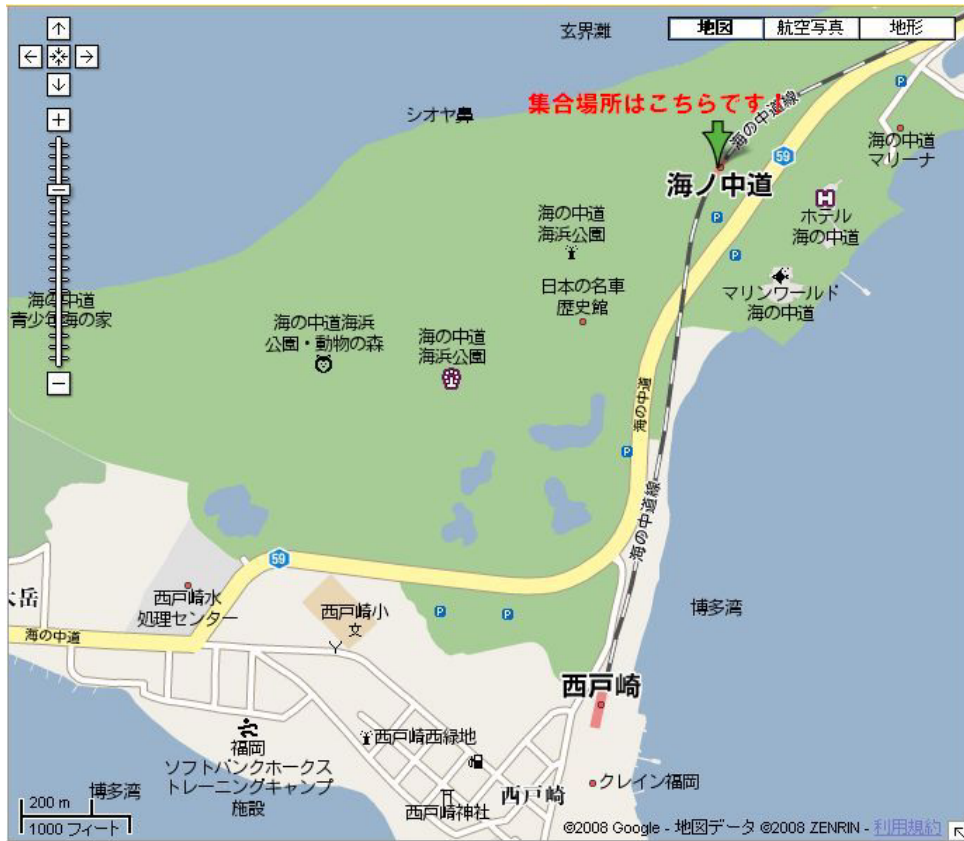 玄界灘
地図
航空写真
地形
集合場所はこちらです！
シオヤ鼻
海の中道線
59
海の中道
マリーナ
海ノ中道
P
P
P
H
ホテル
海の中道
海の中道
海浜公園
日本の名車
歴史館
マリンワールド
海の中道
海の中道
青少年海の家
海の中道海浜
公園・動物の森
海の中道
海浜公園
海の中道
P
海の中道線
59
西戸崎水
処理センター
西戸崎小
文
P
P
博多湾
海の中道
西戸崎
福岡
ソフトバンクホークス
トレーニングキャンプ
施設
西戸崎西緑地
西戸崎神社
西戸崎
クレイン福岡
博多湾
200 m
1000 フィート
©2008 Google - 地図データ ©2008 ZENRIN - 利用規約